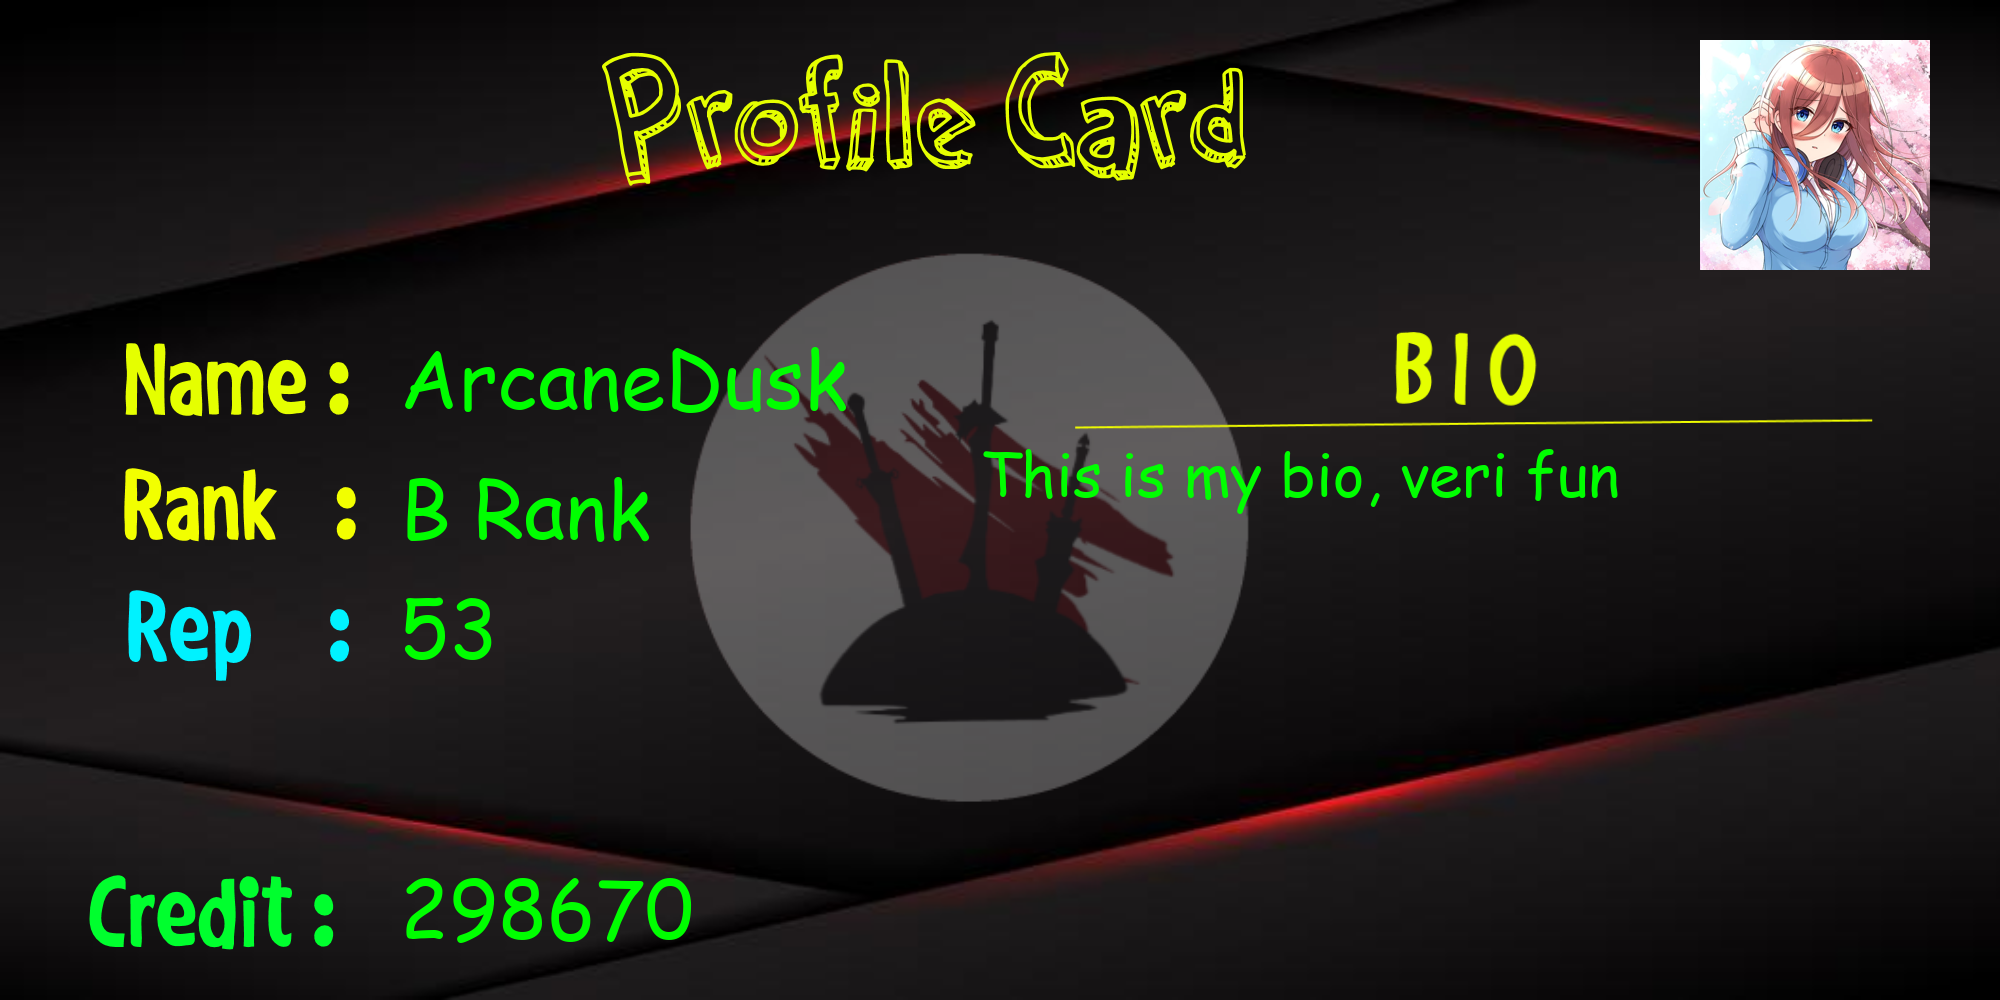 Profile Card
Name : ArcaneDusk
Rank : B Rank
Rep : 53
Credit : 298670
BIO
This is my bio, veri fun